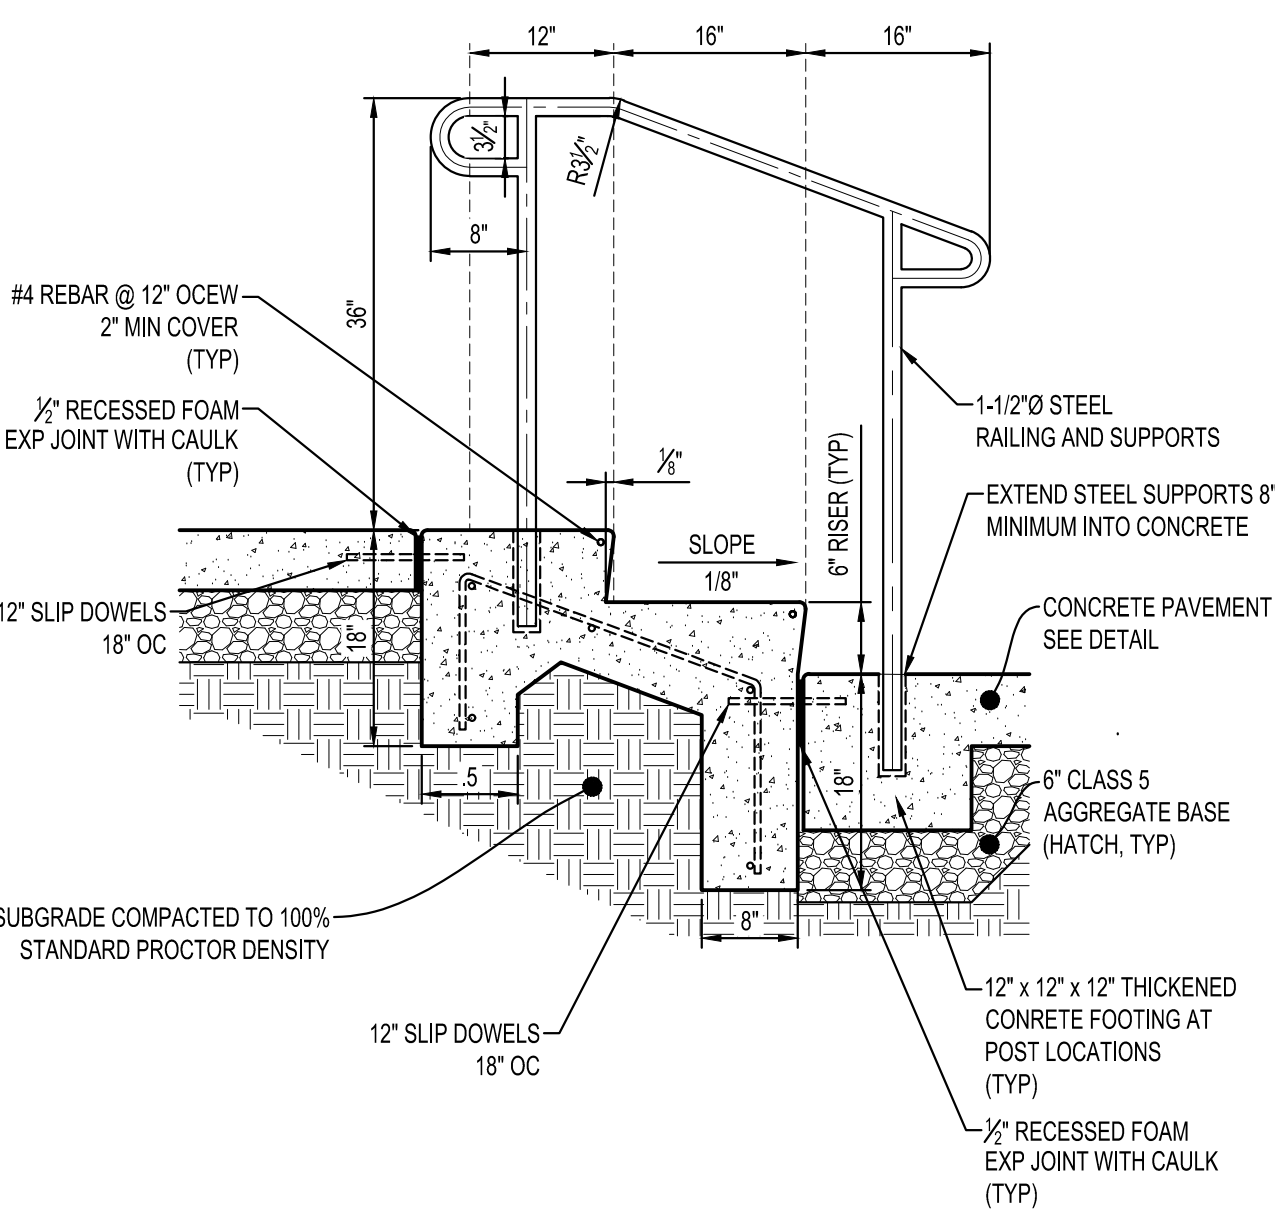 12"
16"
16"
3½"
R3½"
8"
36"
#4 REBAR @ 12" OCEW
2" MIN COVER
(TYP)
½" RECESSED FOAM
EXP JOINT WITH CAULK
(TYP)
1-1/2"Ø STEEL
RAILING AND SUPPORTS
⅛"
6" RISER (TYP)
EXTEND STEEL SUPPORTS 8"
MINIMUM INTO CONCRETE
SLOPE
1/8"
12" SLIP DOWELS
18" OC
18"
CONCRETE PAVEMENT
SEE DETAIL
.5
18"
6" CLASS 5
AGGREGATE BASE
(HATCH, TYP)
SUBGRADE COMPACTED TO 100%
STANDARD PROCTOR DENSITY
8"
12" SLIP DOWELS
18" OC
12" x 12" x 12" THICKENED
CONRETE FOOTING AT
POST LOCATIONS
(TYP)
½" RECESSED FOAM
EXP JOINT WITH CAULK
(TYP)